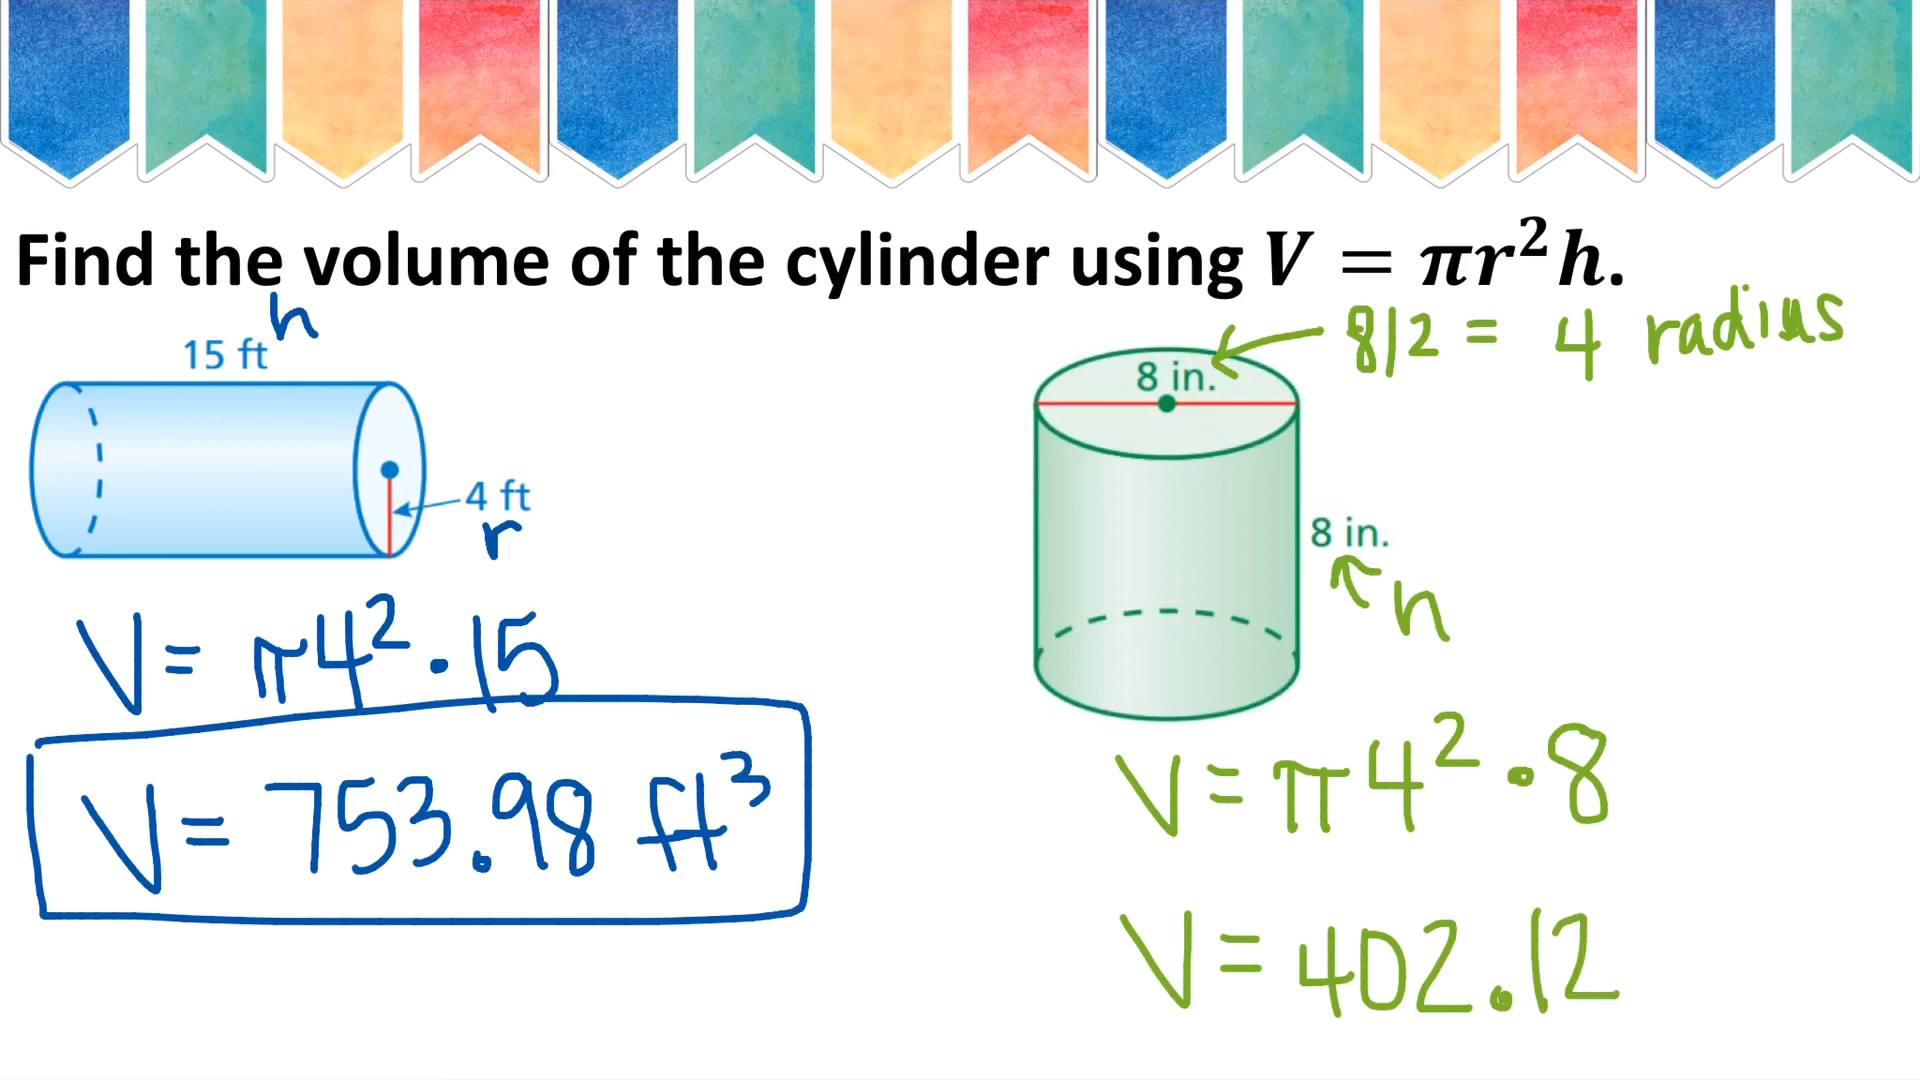 Find the volume of the cylinder using V = πr²h.
h
15 ft
4 ft
r
V = π4² · 15
V = 753.98 ft³
8/2 = 4 radius
8 in.
8 in.
h
V = π4² · 8
V = 402.12